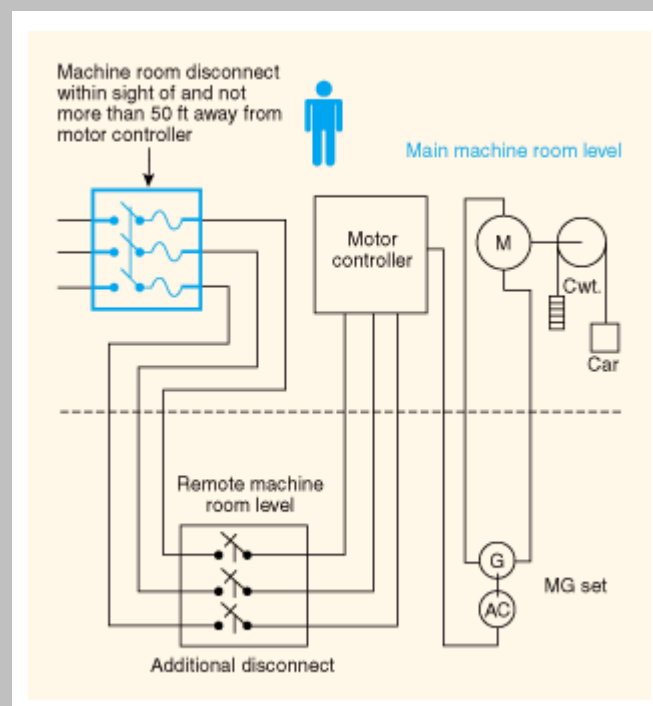 Machine room disconnect
within sight of and not
more than 50 ft away from
motor controller
Main machine room level
Motor
controller
M
Cwt.
Car
Remote machine
room level
G
MG set
AC
Additional disconnect